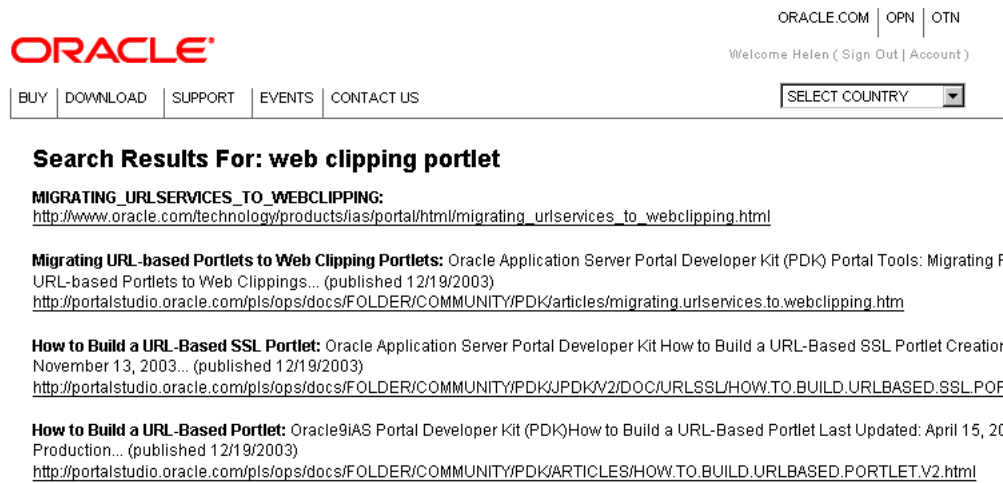 ORACLE.COM | OPN | OTN
ORACLE
Welcome Helen ( Sign Out | Account )
BUY | DOWNLOAD | SUPPORT | EVENTS | CONTACT US
SELECT COUNTRY
Search Results For: web clipping portlet
MIGRATING_URLSERVICES_TO_WEBCLIPPING:
http://www.oracle.com/technology/products/ias/portal/html/migrating_urlservices_to_webclipping.html
Migrating URL-based Portlets to Web Clipping Portlets: Oracle Application Server Portal Developer Kit (PDK) Portal Tools: Migrating
URL-based Portlets to Web Clippings... (published 12/19/2003)
http://portalstudio.oracle.com/pls/ops/docs/FOLDER/COMMUNITY/PDK/articles/migrating.urlservices.to.webclipping.htm
How to Build a URL-Based SSL Portlet: Oracle Application Server Portal Developer Kit How to Build a URL-Based SSL Portlet Creation
November 13, 2003... (published 12/19/2003)
http://portalstudio.oracle.com/pls/ops/docs/FOLDER/COMMUNITY/PDK/JPDK/V2/DOC/URLSSL/HOW.TO.BUILD.URLBASED.SSL.POR
How to Build a URL-Based Portlet: Oracle9iAS Portal Developer Kit (PDK)How to Build a URL-Based Portlet Last Updated: April 15, 20
Production... (published 12/19/2003)
http://portalstudio.oracle.com/pls/ops/docs/FOLDER/COMMUNITY/PDK/ARTICLES/HOW.TO.BUILD.URLBASED.PORTLET.V2.html